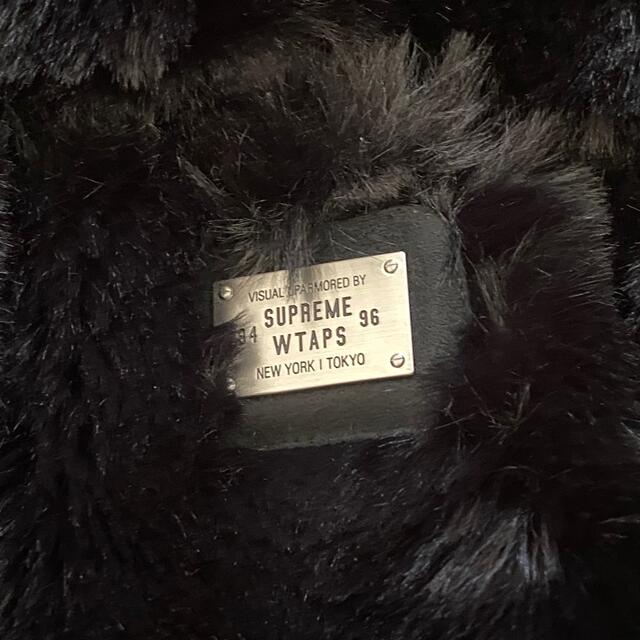 VISUAL UPARMORED BY
SUPREME
94 96
WTAPS
NEW YORK I TOKYO